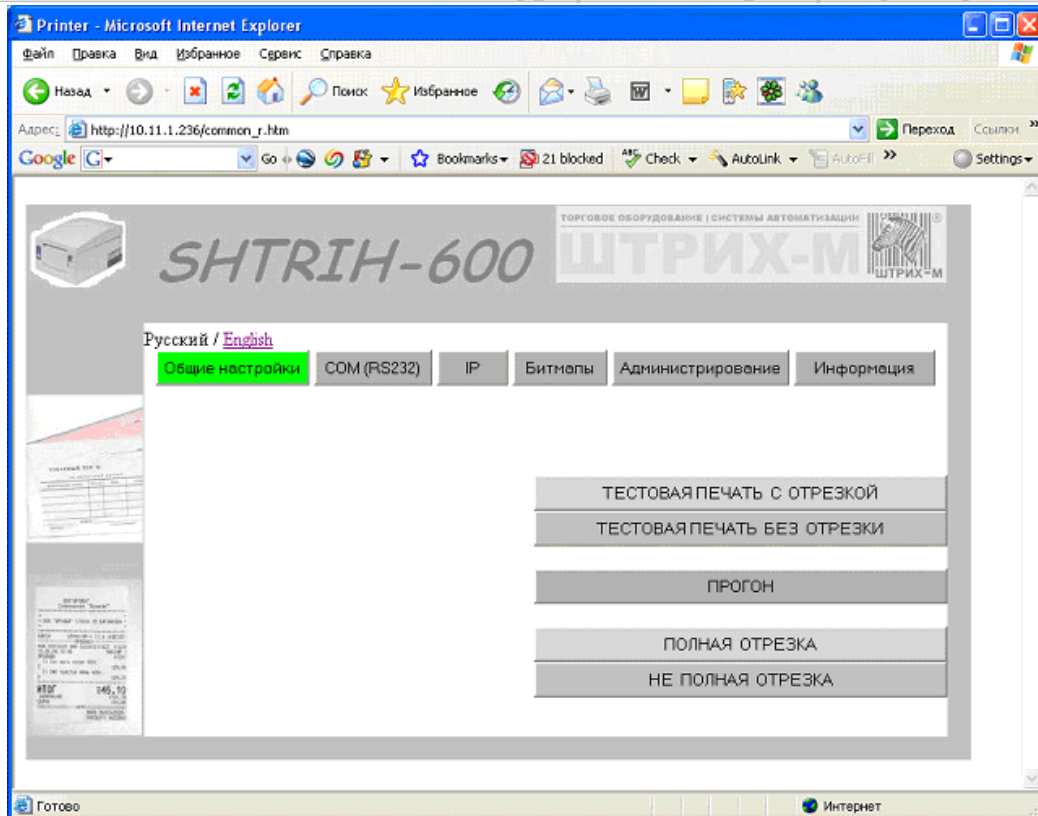 Printer - Microsoft Internet Explorer
Файл Правка Вид Избранное Сервис Справка
Назад Поиск Избранное
Адрес: http://10.11.1.236/common_r.htm Переход Ссылки »
Google G Go Bookmarks 21 blocked Check AutoLink AutoFill » Settings
ТОРГОВОЕ ОБОРУДОВАНИЕ | СИСТЕМЫ АВТОМАТИЗАЦИИ
SHTRIH-600
ШТРИХ-М
ШТРИХ-М
Русский / English
Общие настройки COM (RS232) IP Битмапы Администрирование Информация
ТЕСТОВАЯ ПЕЧАТЬ С ОТРЕЗКОЙ
ТЕСТОВАЯ ПЕЧАТЬ БЕЗ ОТРЕЗКИ
ПРОГОН
ПОЛНАЯ ОТРЕЗКА
НЕ ПОЛНАЯ ОТРЕЗКА
ИТОГ
Готово Интернет